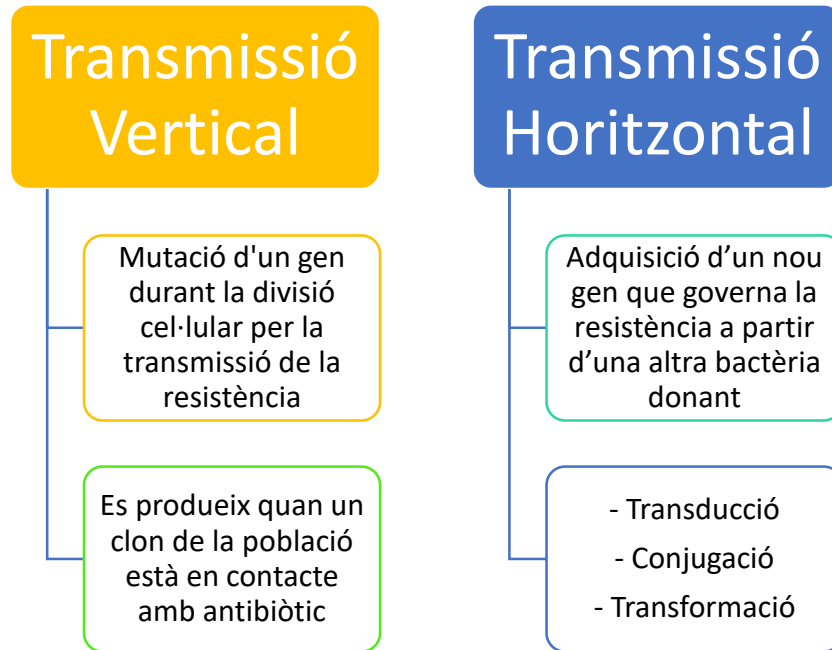 Transmissió
Vertical
Mutació d'un gen
durant la divisió
cel·lular per la
transmissió de la
resistència
Es produeix quan un
clon de la població
està en contacte
amb antibiòtic
Transmissió
Horitzontal
Adquisició d’un nou
gen que governa la
resistència a partir
d’una altra bactèria
donant
- Transducció
- Conjugació
- Transformació